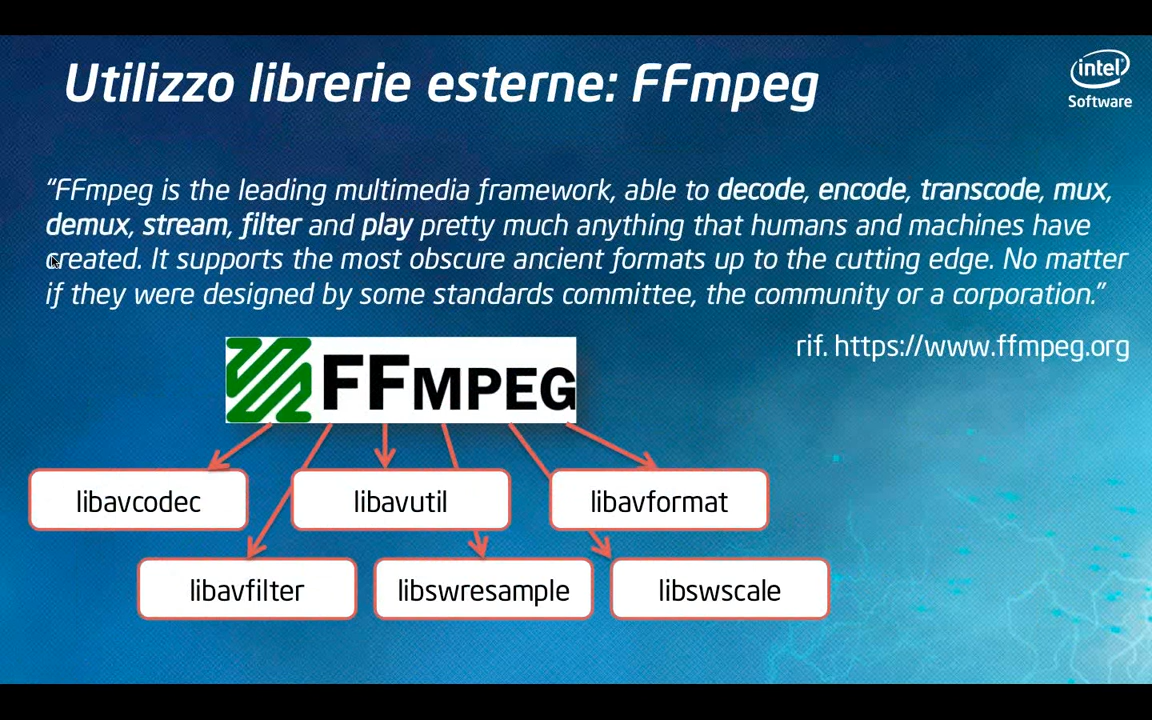 Utilizzo librerie esterne: FFmpeg
intel
Software
“FFmpeg is the leading multimedia framework, able to decode, encode, transcode, mux,
demux, stream, filter and play pretty much anything that humans and machines have
created. It supports the most obscure ancient formats up to the cutting edge. No matter
if they were designed by some standards committee, the community or a corporation.”
rif. https://www.ffmpeg.org
FFMPEG
libavcodec
libavutil
libavformat
libavfilter
libswresample
libswscale